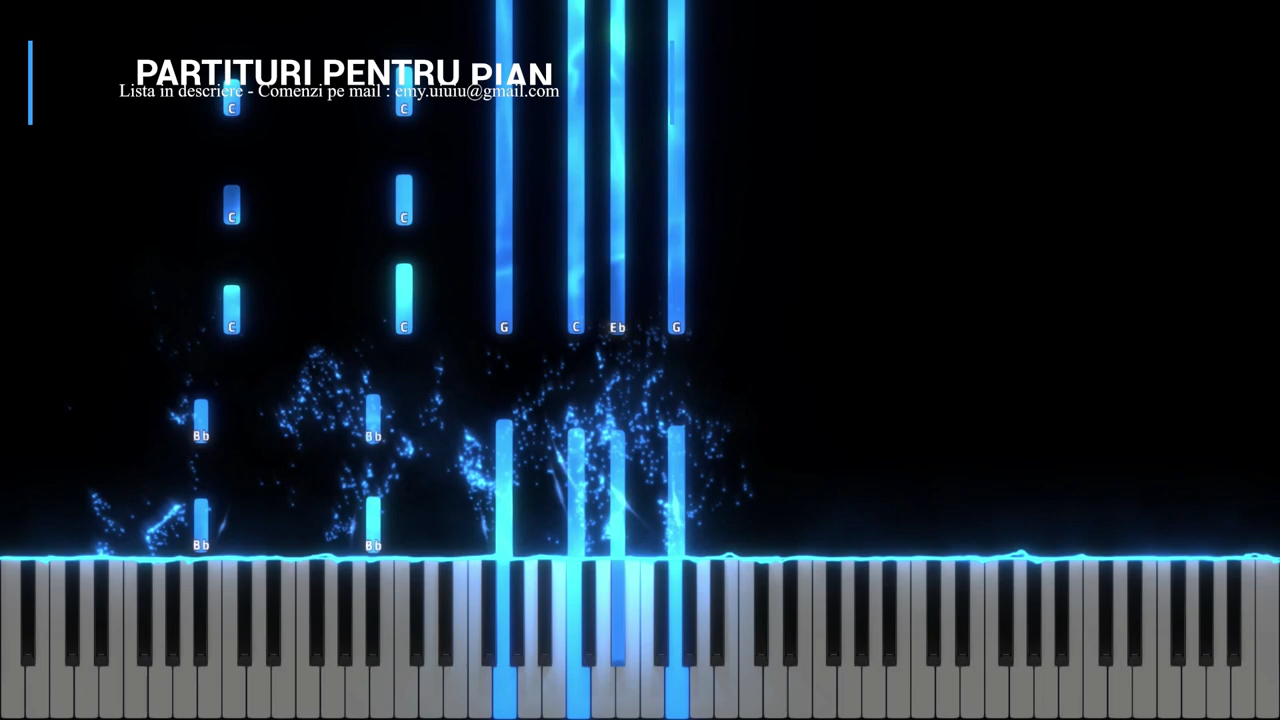 PARTITURI PENTRU PIAN
Lista in descriere - Comenzi pe mail : emy.uiuiu@gmail.com
C C
C C
C C G C Eb G
Bb Bb
Bb Bb